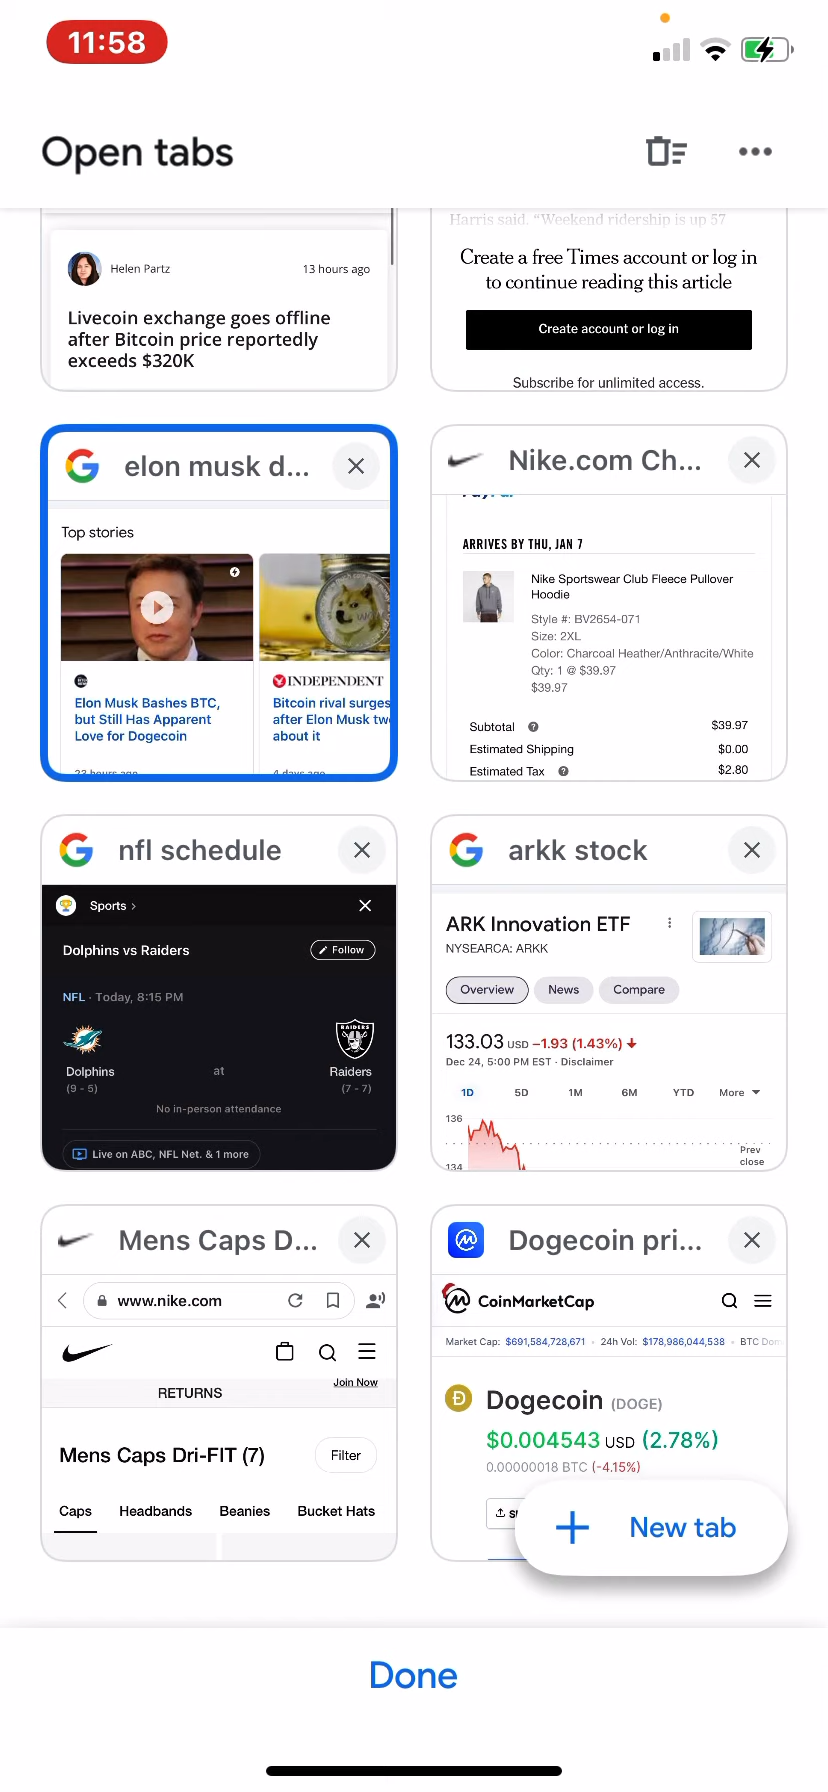 11:58
Open tabs
Helen Partz
13 hours ago
Livecoin exchange goes offline
after Bitcoin price reportedly
exceeds $320K
Harris said. “Weekend ridership is up 57
Create a free Times account or log in
to continue reading this article
Create account or log in
Subscribe for unlimited access.
elon musk d...
Top stories
Elon Musk Bashes BTC,
but Still Has Apparent
Love for Dogecoin
23 hours ago
INDEPENDENT
Bitcoin rival surges
after Elon Musk tw
about it
4 days ago
Nike.com Ch...
PayPal
ARRIVES BY THU, JAN 7
Nike Sportswear Club Fleece Pullover
Hoodie
Style #: BV2654-071
Size: 2XL
Color: Charcoal Heather/Anthracite/White
Qty: 1 @ $39.97
$39.97
Subtotal ? $39.97
Estimated Shipping $0.00
Estimated Tax ? $2.80
nfl schedule
Sports >
Dolphins vs Raiders
Follow
NFL · Today, 8:15 PM
RAIDERS
Dolphins at Raiders
(9 - 5) (7 - 7)
No in-person attendance
Live on ABC, NFL Net. & 1 more
arkk stock
ARK Innovation ETF
NYSEARCA: ARKK
Overview News Compare
133.03 USD −1.93 (1.43%)
Dec 24, 5:00 PM EST · Disclaimer
1D 5D 1M 6M YTD More
136
Prev
close
134
Mens Caps D...
www.nike.com
Join Now
RETURNS
Mens Caps Dri-FIT (7)
Filter
Caps Headbands Beanies Bucket Hats
Dogecoin pri...
CoinMarketCap
Market Cap: $691,584,728,671 • 24h Vol: $178,986,044,538 • BTC Dom
Dogecoin (DOGE)
$0.004543 USD (2.78%)
0.00000018 BTC (-4.15%)
New tab
Done